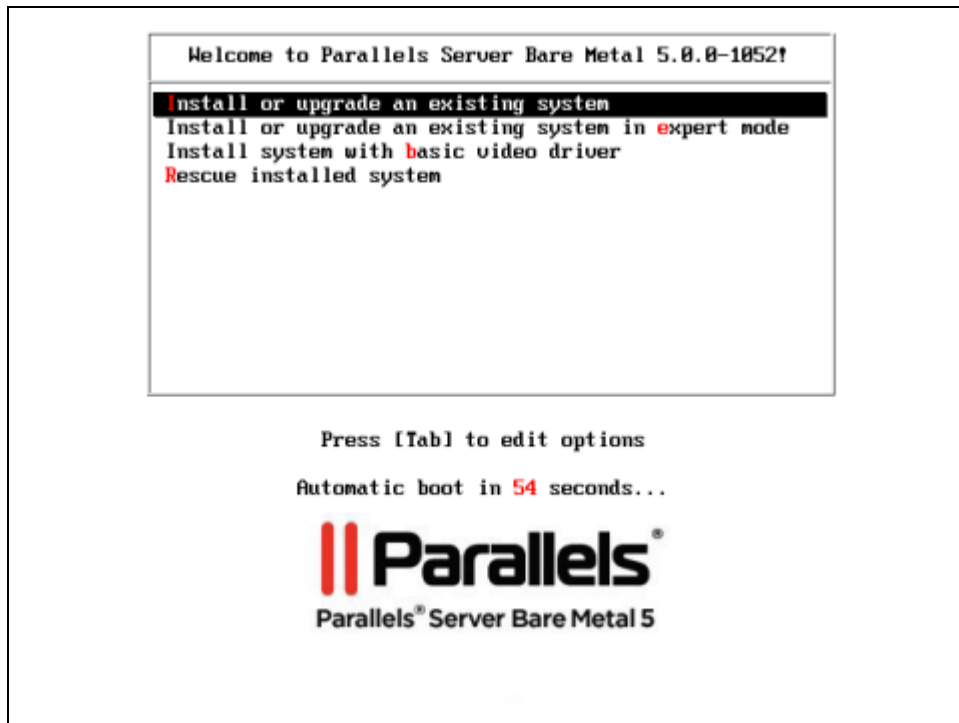 Welcome to Parallels Server Bare Metal 5.0.0-1052!
Install or upgrade an existing system
Install or upgrade an existing system in expert mode
Install system with basic video driver
Rescue installed system
Press [Tab] to edit options
Automatic boot in 54 seconds...
Parallels®
Parallels® Server Bare Metal 5